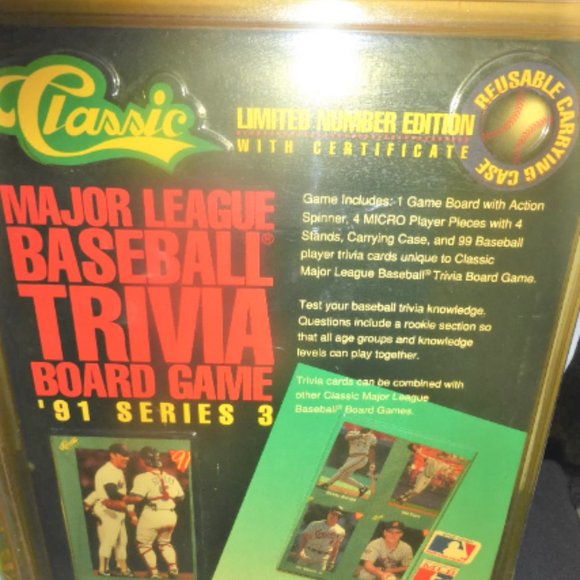 Classic
LIMITED NUMBER EDITION
WITH CERTIFICATE
REUSABLE CARRYING CASE
MAJOR LEAGUE
BASEBALL®
TRIVIA
BOARD GAME
'91 SERIES 3
Game Includes: 1 Game Board with Action
Spinner, 4 MICRO Player Pieces with 4
Stands, Carrying Case, and 99 Baseball
player trivia cards unique to Classic
Major League Baseball® Trivia Board Game.
Test your baseball trivia knowledge.
Questions include a rookie section so
that all age groups and knowledge
levels can play together.
Trivia cards can be combined with
other Classic Major League
Baseball® Board Games.